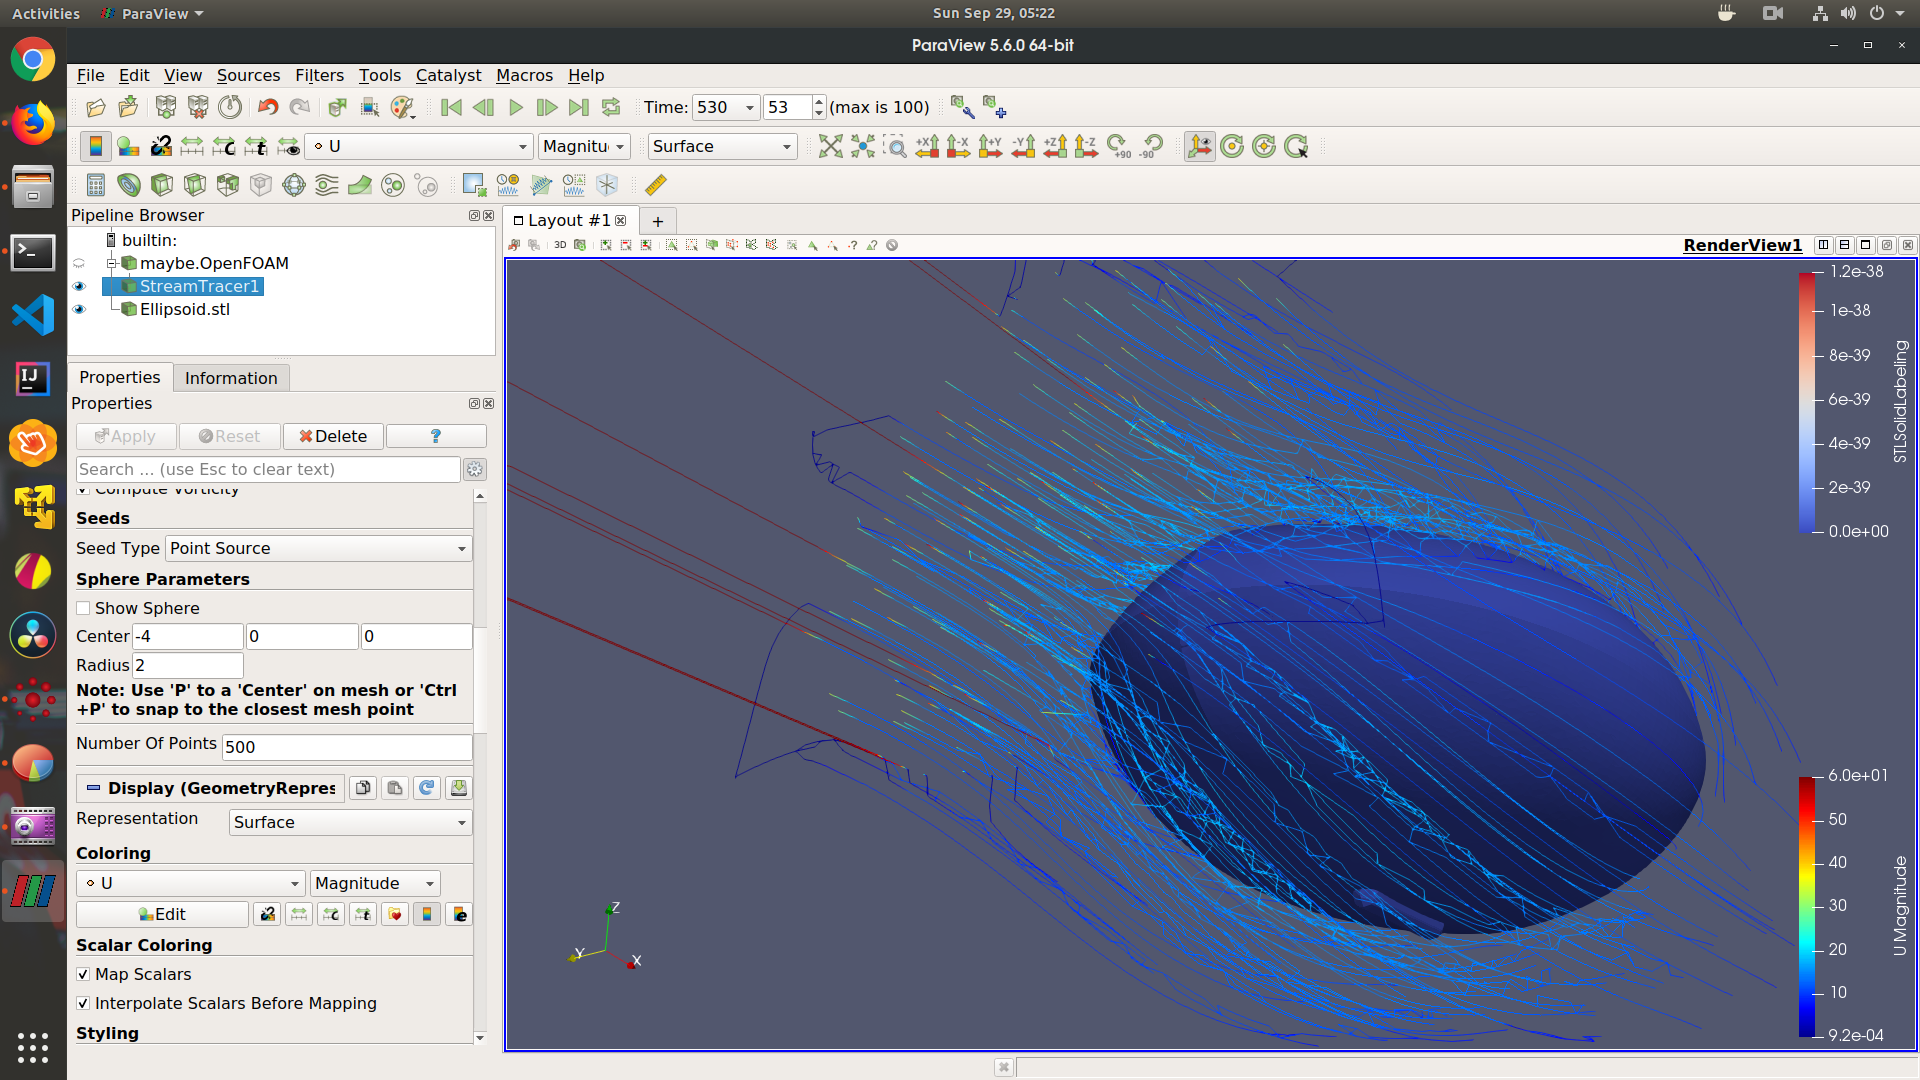 Activities ParaView Sun Sep 29, 05:22
ParaView 5.6.0 64-bit
File Edit View Sources Filters Tools Catalyst Macros Help
Time: 530 53 (max is 100)
U Magnitu Surface +X -X +Y -Y +Z -Z +90 -90
Pipeline Browser
builtin:
maybe.OpenFOAM
StreamTracer1
Ellipsoid.stl
Properties Information
Properties
Apply Reset Delete ?
Search ... (use Esc to clear text)
Compute Vorticity
Seeds
Seed Type Point Source
Sphere Parameters
Show Sphere
Center -4 0 0
Radius 2
Note: Use 'P' to a 'Center' on mesh or 'Ctrl
+P' to snap to the closest mesh point
Number Of Points 500
Display (GeometryRepres
Representation Surface
Coloring
U Magnitude
Edit
Scalar Coloring
Map Scalars
Interpolate Scalars Before Mapping
Styling
Layout #1 +
3D RenderView1
1.2e-38
1e-38
8e-39
6e-39
4e-39
2e-39
0.0e+00
STLSolidLabeling
6.0e+01
50
40
30
20
10
9.2e-04
U Magnitude
Z
Y
X